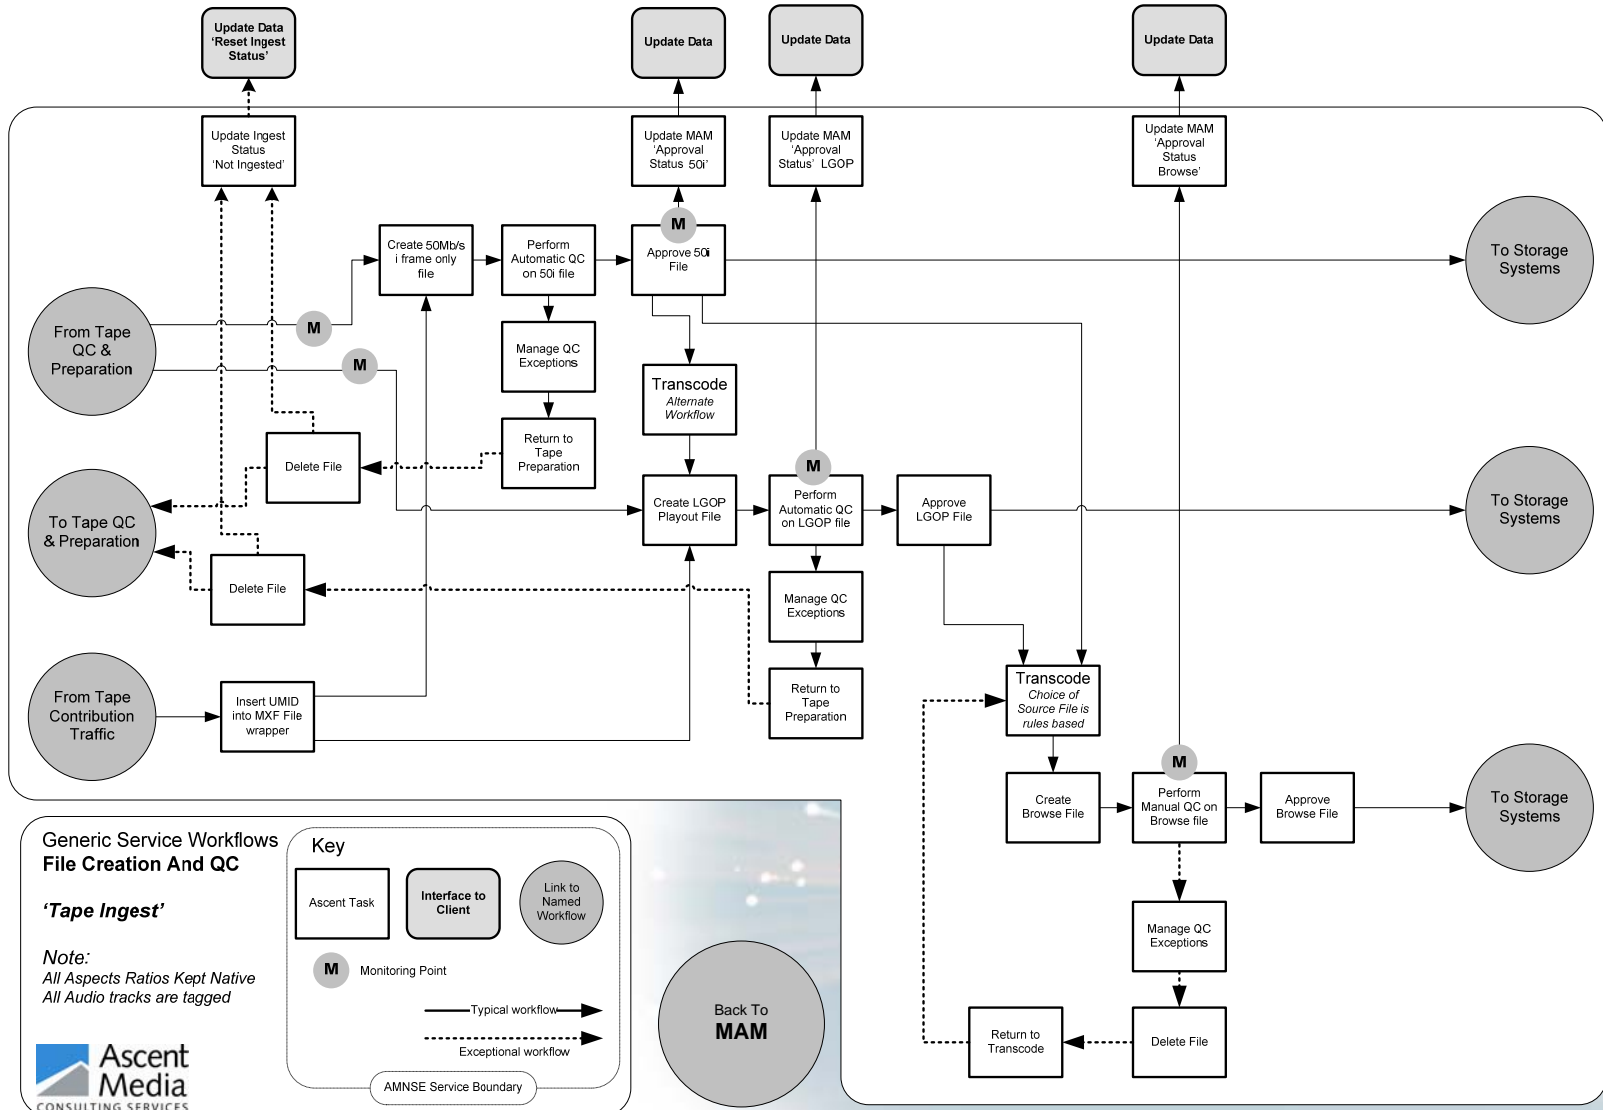 Update Data
'Reset Ingest
Status'
Update Data
Update Data
Update Data
Update Ingest
Status
'Not Ingested'
Update MAM
'Approval
Status 50i'
Update MAM
'Approval
Status' LGOP
Update MAM
'Approval
Status
Browse'
M
Create 50Mb/s
i frame only
file
Perform
Automatic QC
on 50i file
Approve 50i
File
To Storage
Systems
From Tape
QC &
Preparation
M
M
Manage QC
Exceptions
Transcode
Alternate
Workflow
Return to
Tape
Preparation
Delete File
M
To Tape QC
& Preparation
Create LGOP
Playout File
Perform
Automatic QC
on LGOP file
Approve
LGOP File
To Storage
Systems
Delete File
Manage QC
Exceptions
From Tape
Contribution
Traffic
Insert UMID
into MXF File
wrapper
Return to
Tape
Preparation
Transcode
Choice of
Source File is
rules based
M
Create
Browse File
Perform
Manual QC on
Browse file
Approve
Browse File
To Storage
Systems
Manage QC
Exceptions
Return to
Transcode
Delete File
Generic Service Workflows
File Creation And QC
'Tape Ingest'
Note:
All Aspects Ratios Kept Native
All Audio tracks are tagged
Ascent
Media
CONSULTING SERVICES
Key
Ascent Task
Interface to
Client
Link to
Named
Workflow
M
Monitoring Point
Typical workflow
Exceptional workflow
AMNSE Service Boundary
Back To
MAM